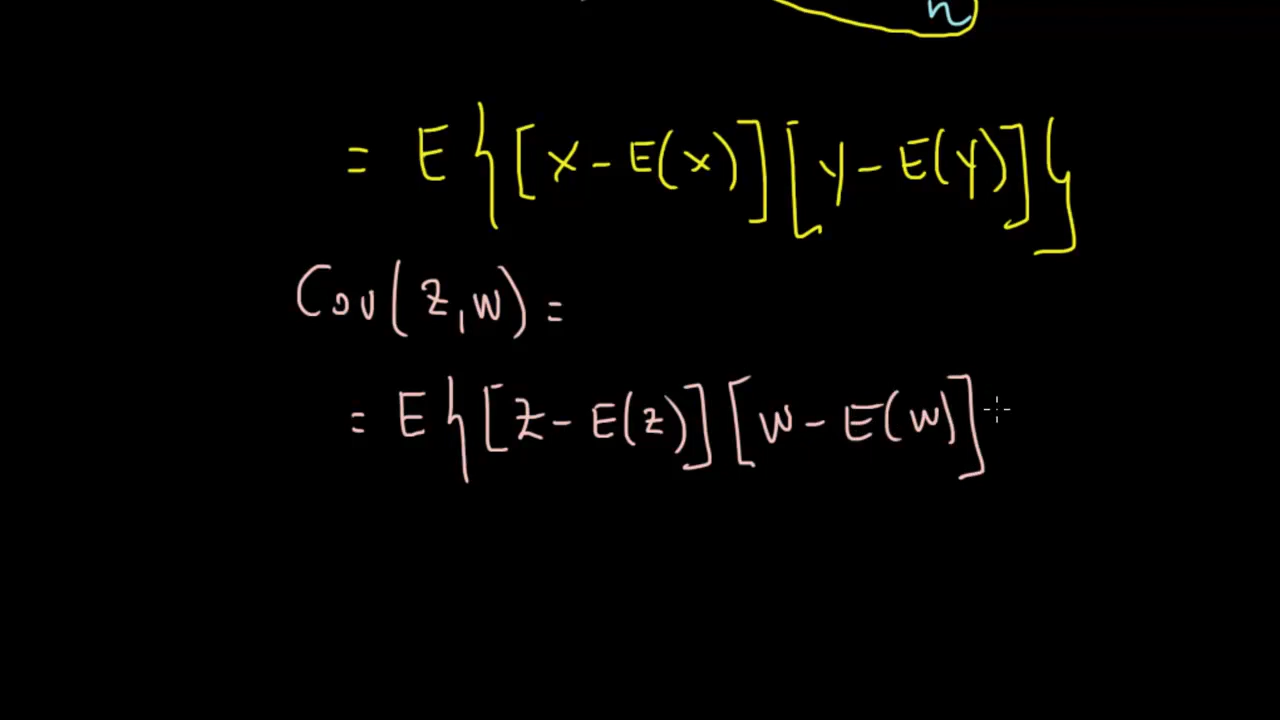 n
= E{[x - E(x)][y - E(y)]}
Cov(z,w) =
= E{[z - E(z)][w - E(w)]